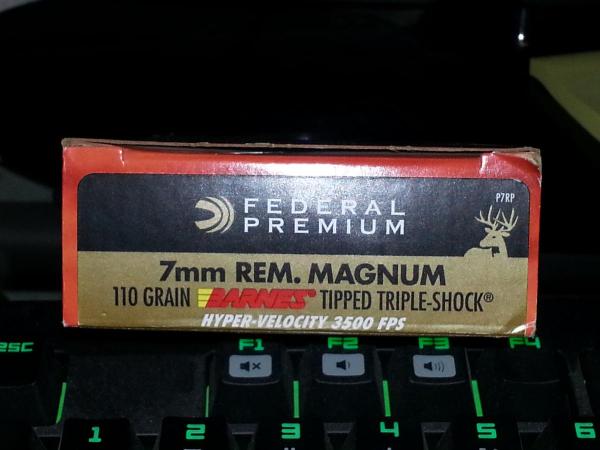 P7RP
FEDERAL
PREMIUM
7mm REM. MAGNUM
110 GRAIN BARNES TIPPED TRIPLE-SHOCK®
HYPER-VELOCITY 3500 FPS
ESC F1 F2 F3 F4
1 2 3 4 5 6